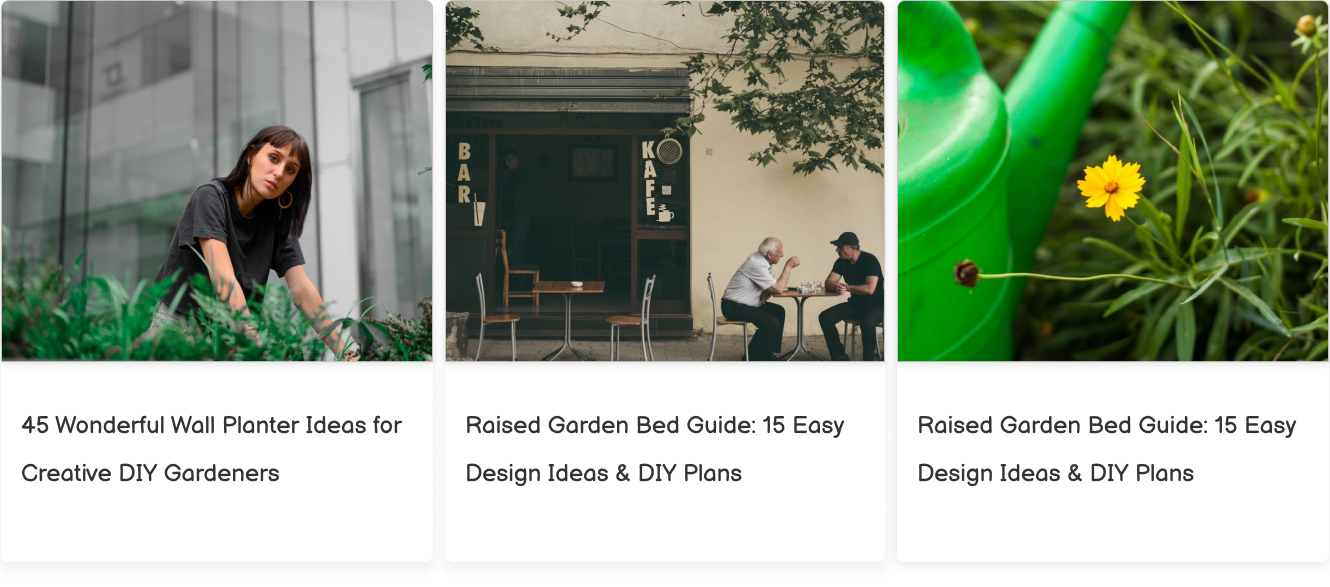 BAR
KAFE
10
45 Wonderful Wall Planter Ideas for
Creative DIY Gardeners
Raised Garden Bed Guide: 15 Easy
Design Ideas & DIY Plans
Raised Garden Bed Guide: 15 Easy
Design Ideas & DIY Plans